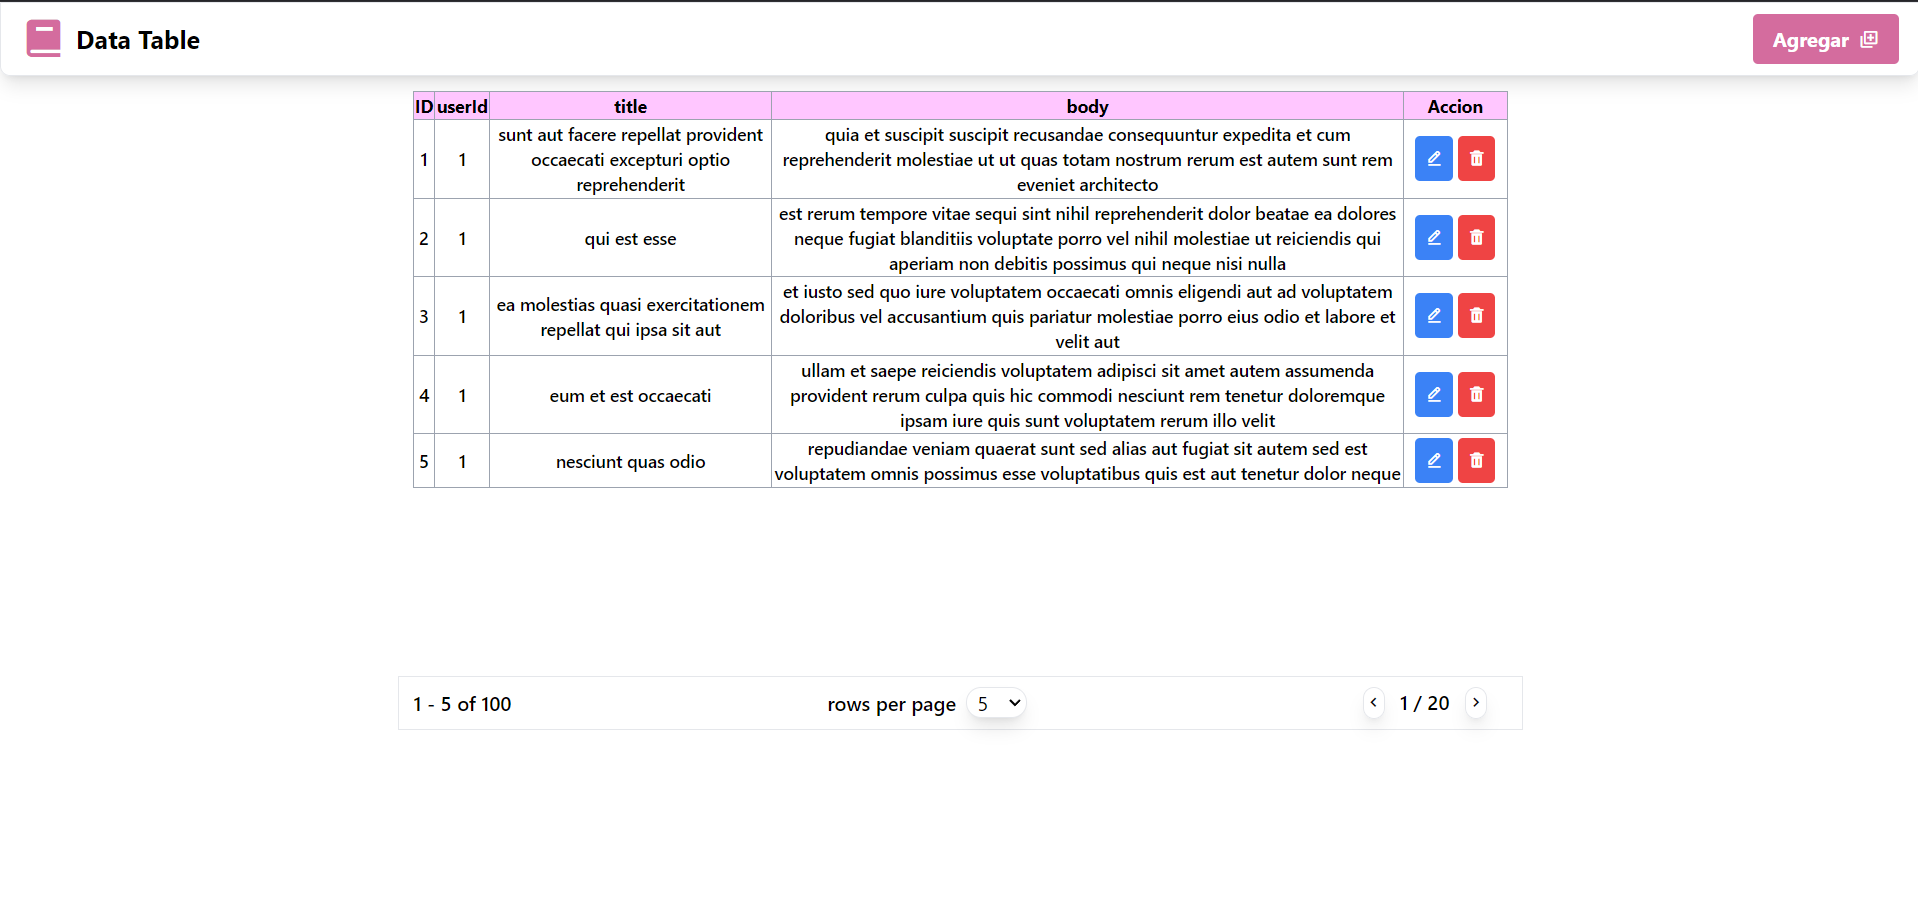 Data Table
Agregar
ID userId title body Accion
1 1 sunt aut facere repellat provident occaecati excepturi optio reprehenderit quia et suscipit suscipit recusandae consequuntur expedita et cum reprehenderit molestiae ut ut quas totam nostrum rerum est autem sunt rem eveniet architecto
2 1 qui est esse est rerum tempore vitae sequi sint nihil reprehenderit dolor beatae ea dolores neque fugiat blanditiis voluptate porro vel nihil molestiae ut reiciendis qui aperiam non debitis possimus qui neque nisi nulla
3 1 ea molestias quasi exercitationem repellat qui ipsa sit aut et iusto sed quo iure voluptatem occaecati omnis eligendi aut ad voluptatem doloribus vel accusantium quis pariatur molestiae porro eius odio et labore et velit aut
4 1 eum et est occaecati ullam et saepe reiciendis voluptatem adipisci sit amet autem assumenda provident rerum culpa quis hic commodi nesciunt rem tenetur doloremque ipsam iure quis sunt voluptatem rerum illo velit
5 1 nesciunt quas odio repudiandae veniam quaerat sunt sed alias aut fugiat sit autem sed est voluptatem omnis possimus esse voluptatibus quis est aut tenetur dolor neque
1 - 5 of 100 rows per page 5 1 / 20